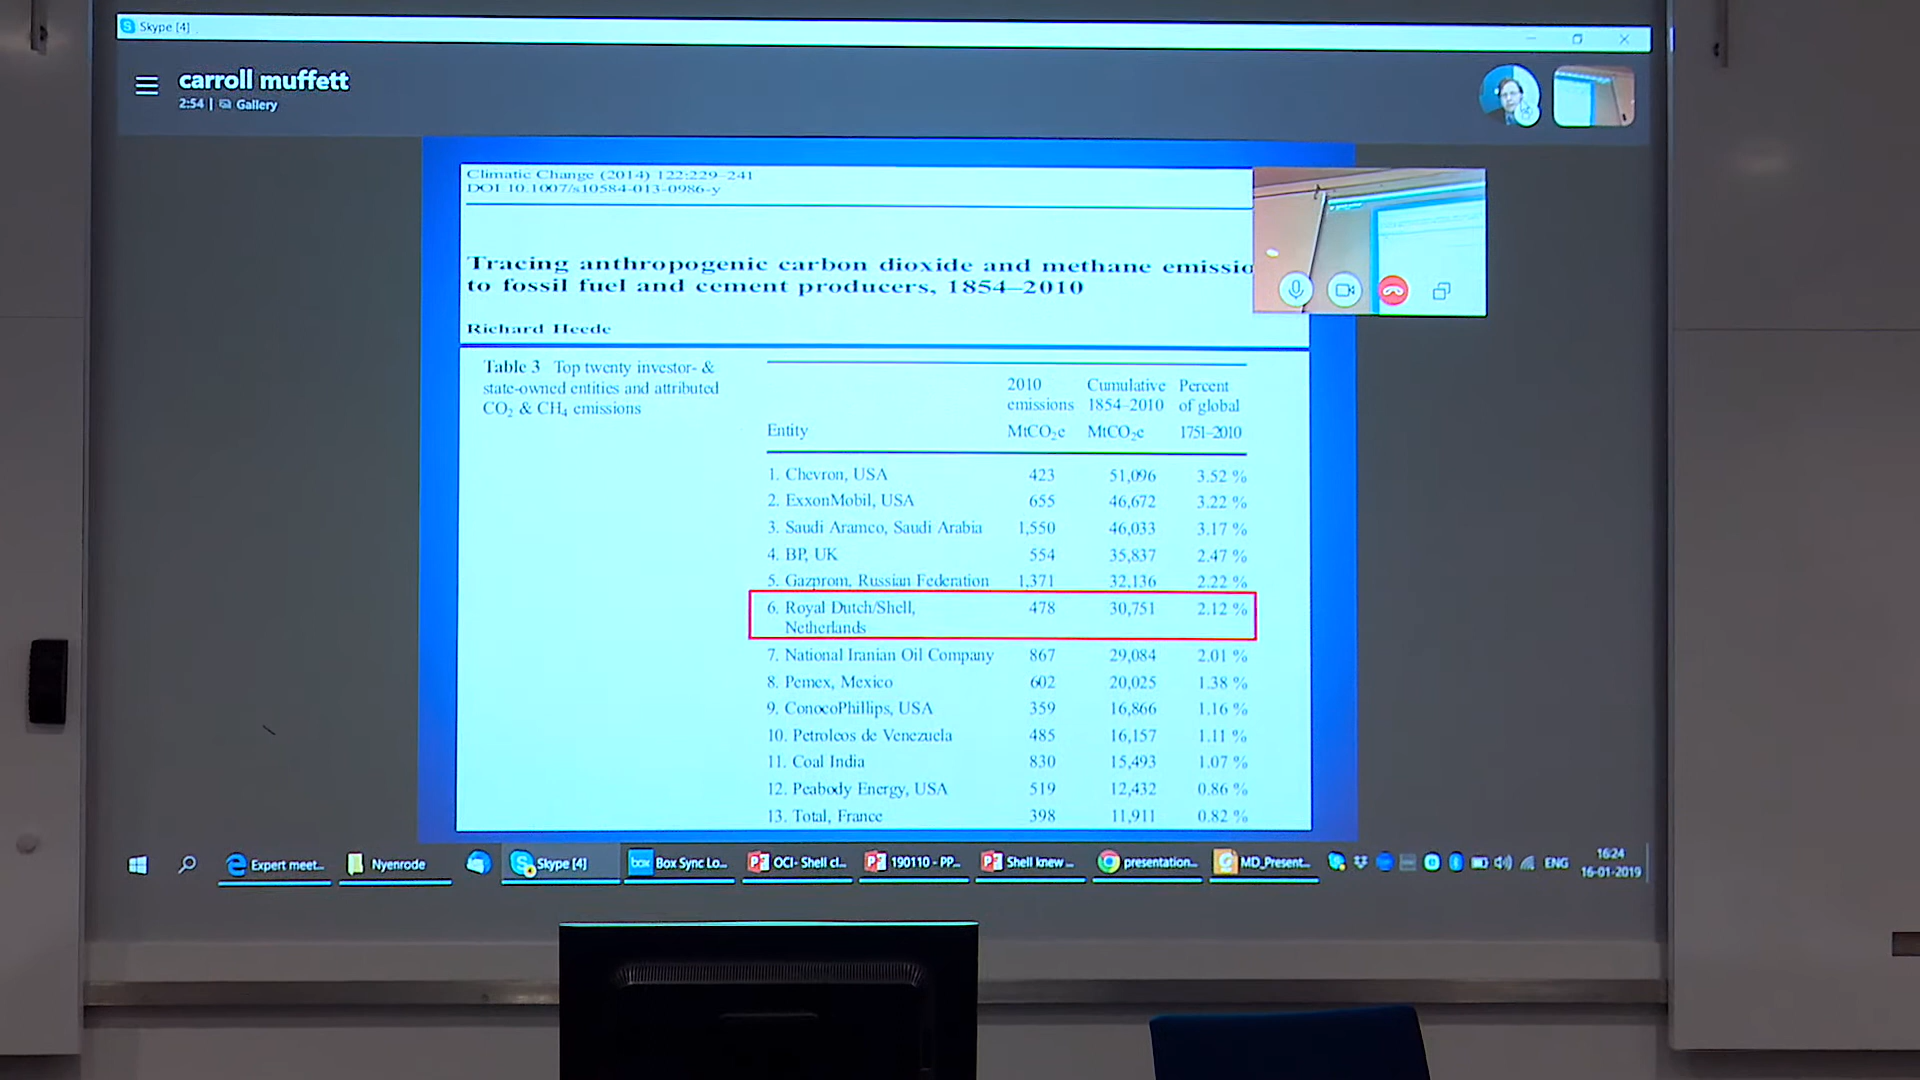 Skype [4]
carroll muffett
2:54 | Gallery
Climatic Change (2014) 122:229–241
DOI 10.1007/s10584-013-0986-y
Tracing anthropogenic carbon dioxide and methane emissio
to fossil fuel and cement producers, 1854–2010
Richard Heede
Table 3 Top twenty investor- &
state-owned entities and attributed
CO₂ & CH₄ emissions
Entity 2010 emissions MtCO₂e Cumulative 1854–2010 MtCO₂e Percent of global 1751–2010
1. Chevron, USA 423 51,096 3.52 %
2. ExxonMobil, USA 655 46,672 3.22 %
3. Saudi Aramco, Saudi Arabia 1,550 46,033 3.17 %
4. BP, UK 554 35,837 2.47 %
5. Gazprom, Russian Federation 1,371 32,136 2.22 %
6. Royal Dutch/Shell, 478 30,751 2.12 %
Netherlands
7. National Iranian Oil Company 867 29,084 2.01 %
8. Pemex, Mexico 602 20,025 1.38 %
9. ConocoPhillips, USA 359 16,866 1.16 %
10. Petroleos de Venezuela 485 16,157 1.11 %
11. Coal India 830 15,493 1.07 %
12. Peabody Energy, USA 519 12,432 0.86 %
13. Total, France 398 11,911 0.82 %
Expert meet... Nyenrode Skype [4] box Box Sync Lo... OCI- Shell cl... 190110 - PP... Shell knew ... presentation... MD_Present... ENG 16:24
16-01-2019